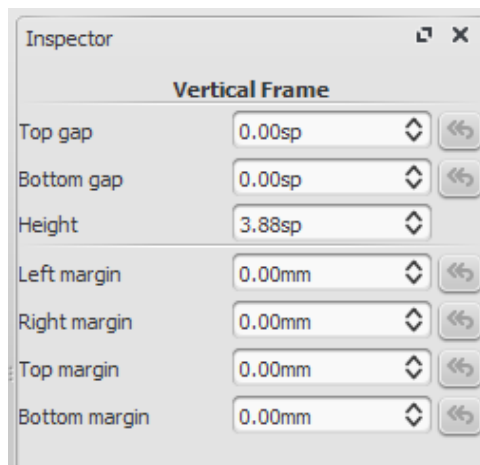 Inspector
Vertical Frame
Top gap 0.00sp
Bottom gap 0.00sp
Height 3.88sp
Left margin 0.00mm
Right margin 0.00mm
Top margin 0.00mm
Bottom margin 0.00mm